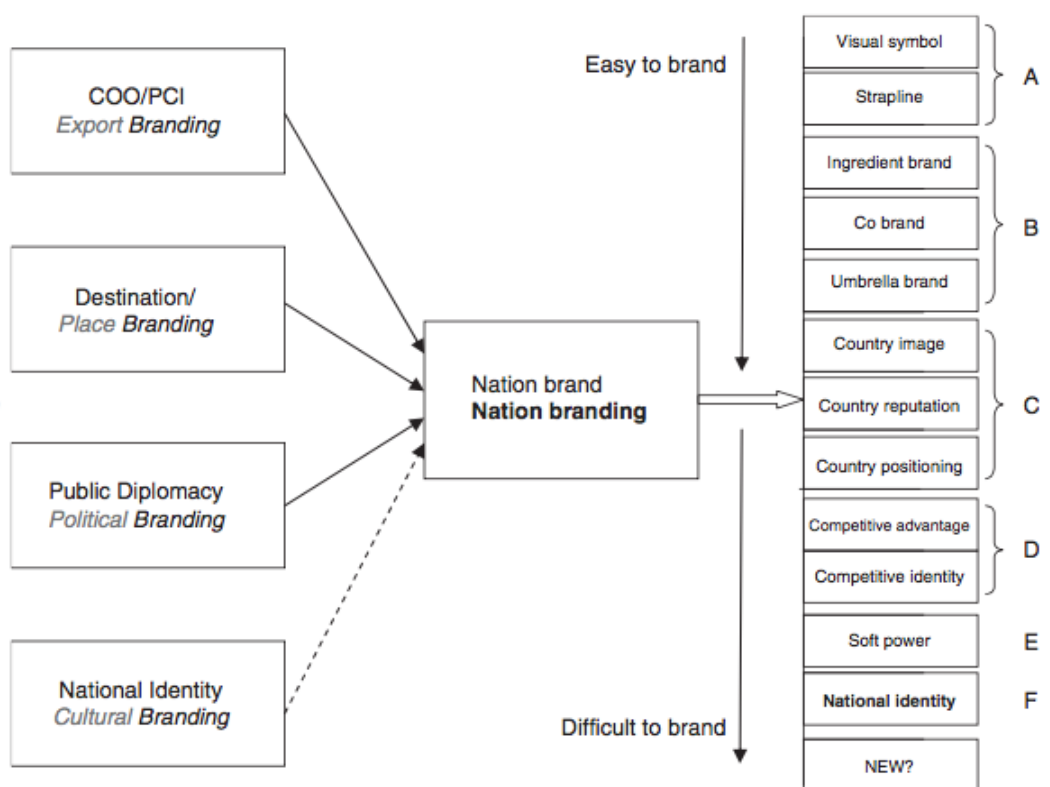 COO/PCI
Export Branding
Destination/
Place Branding
Public Diplomacy
Political Branding
National Identity
Cultural Branding
Nation brand
Nation branding
Easy to brand
Difficult to brand
Visual symbol
Strapline
A
Ingredient brand
Co brand
Umbrella brand
B
Country image
Country reputation
Country positioning
C
Competitive advantage
Competitive identity
D
Soft power
E
National identity
F
NEW?